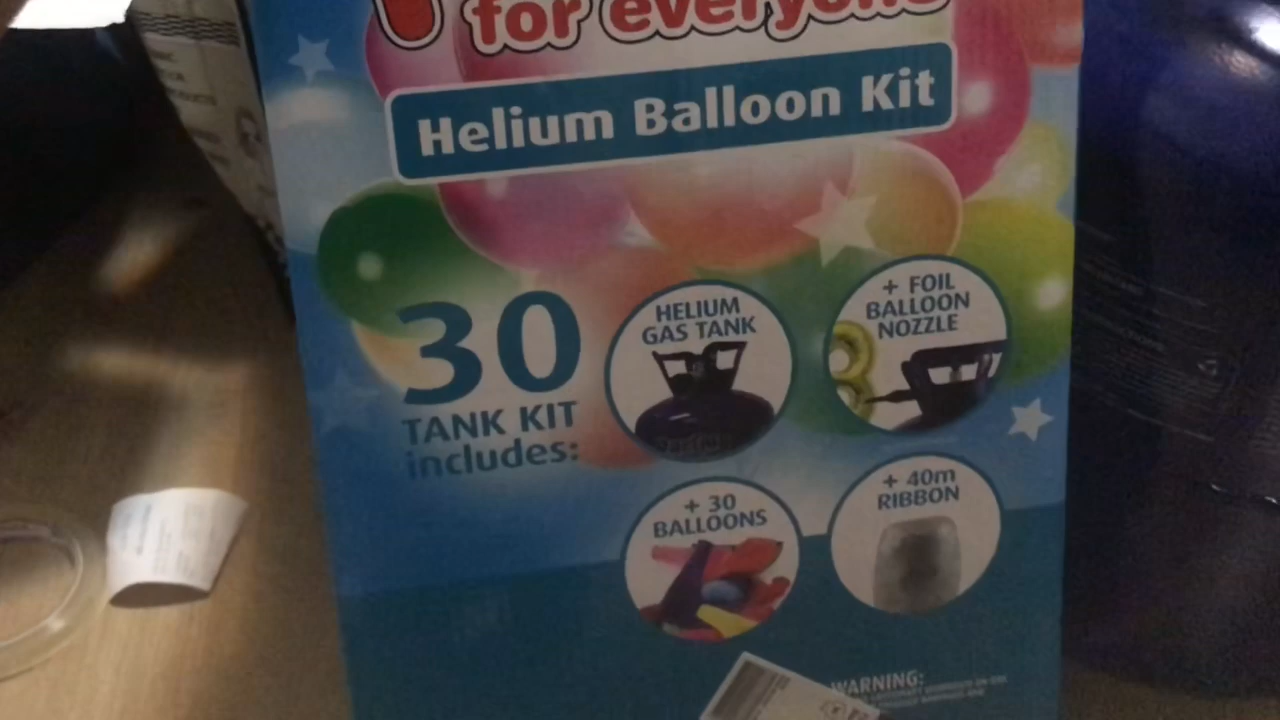 for everyone
Helium Balloon Kit
30
TANK KIT
includes:
HELIUM
GAS TANK
+ FOIL
BALLOON
NOZZLE
+ 30
BALLOONS
+ 40m
RIBBON
WARNING: